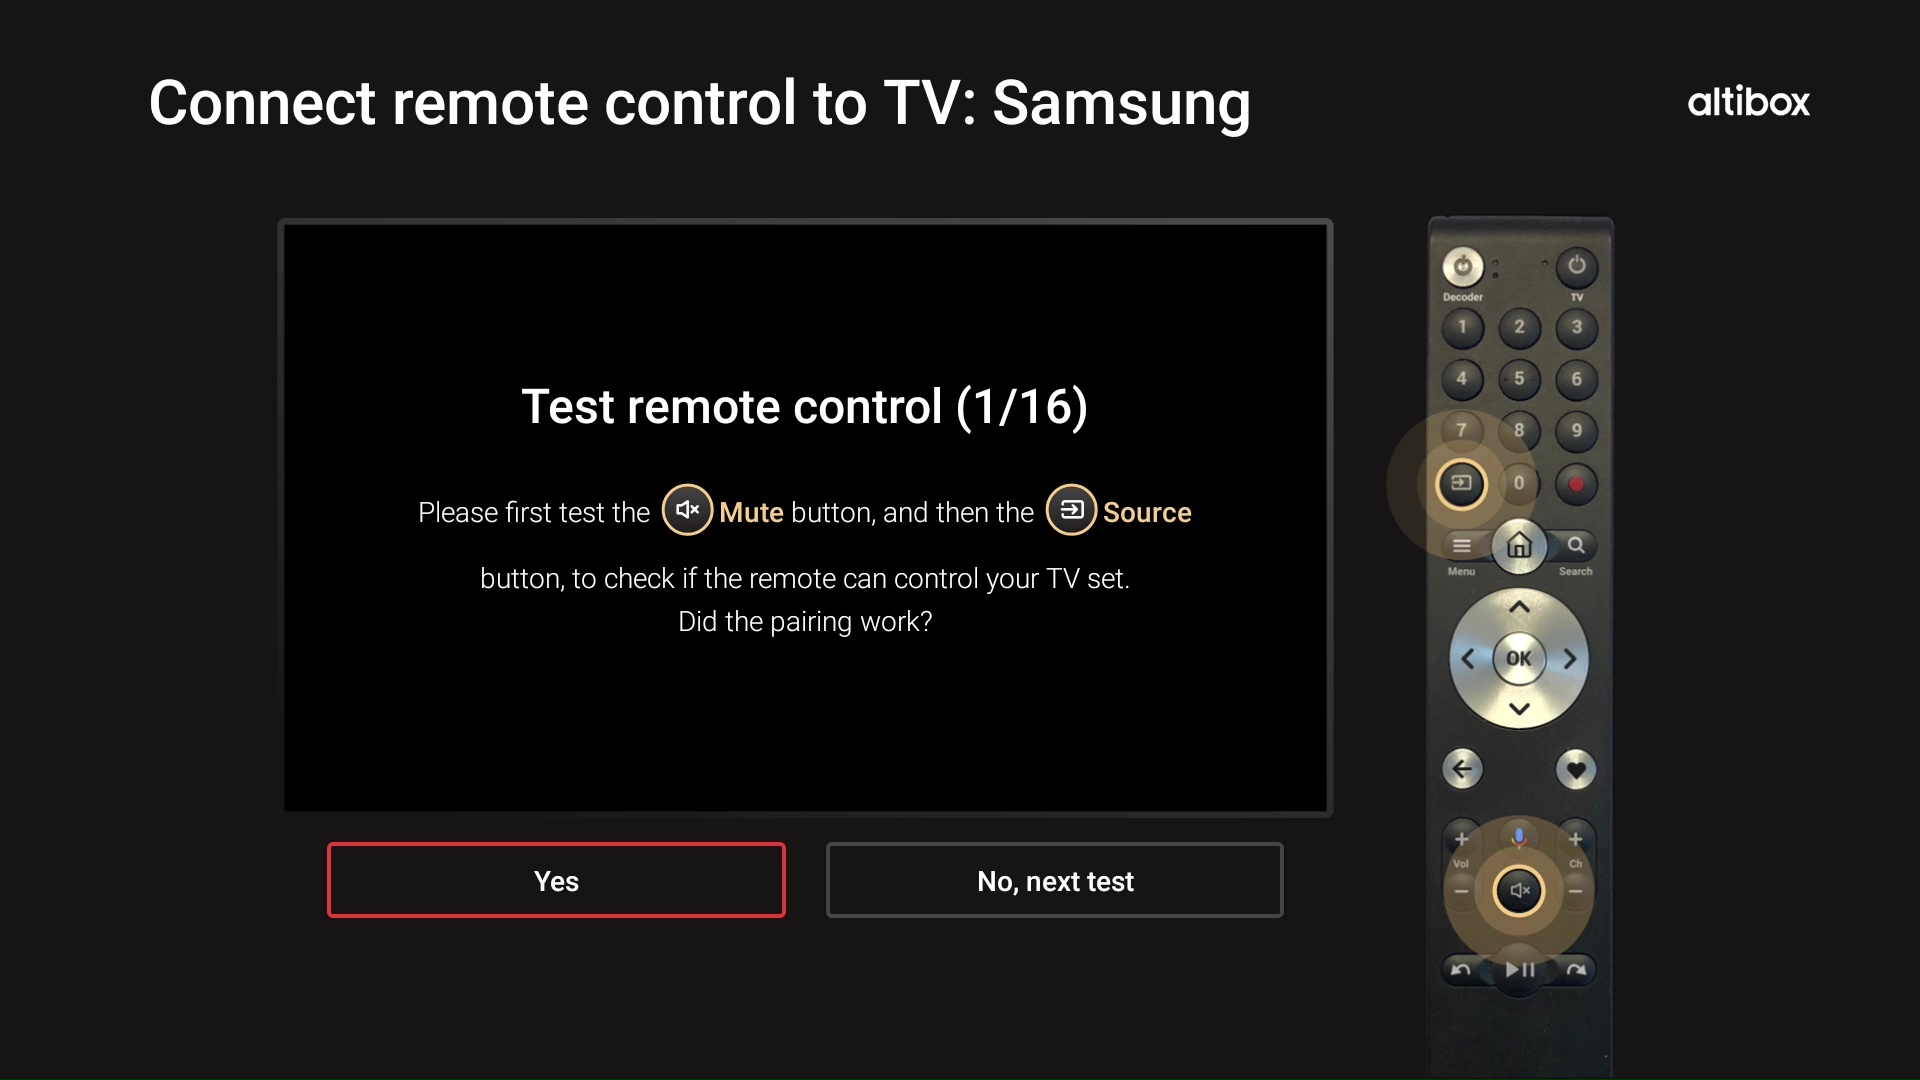 Connect remote control to TV: Samsung
altibox
Test remote control (1/16)
Please first test the Mute button, and then the Source
button, to check if the remote can control your TV set.
Did the pairing work?
Yes
No, next test
Decoder
TV
1 2 3
4 5 6
7 8 9
0
Menu
Search
OK
+ +
Vol Ch
− −